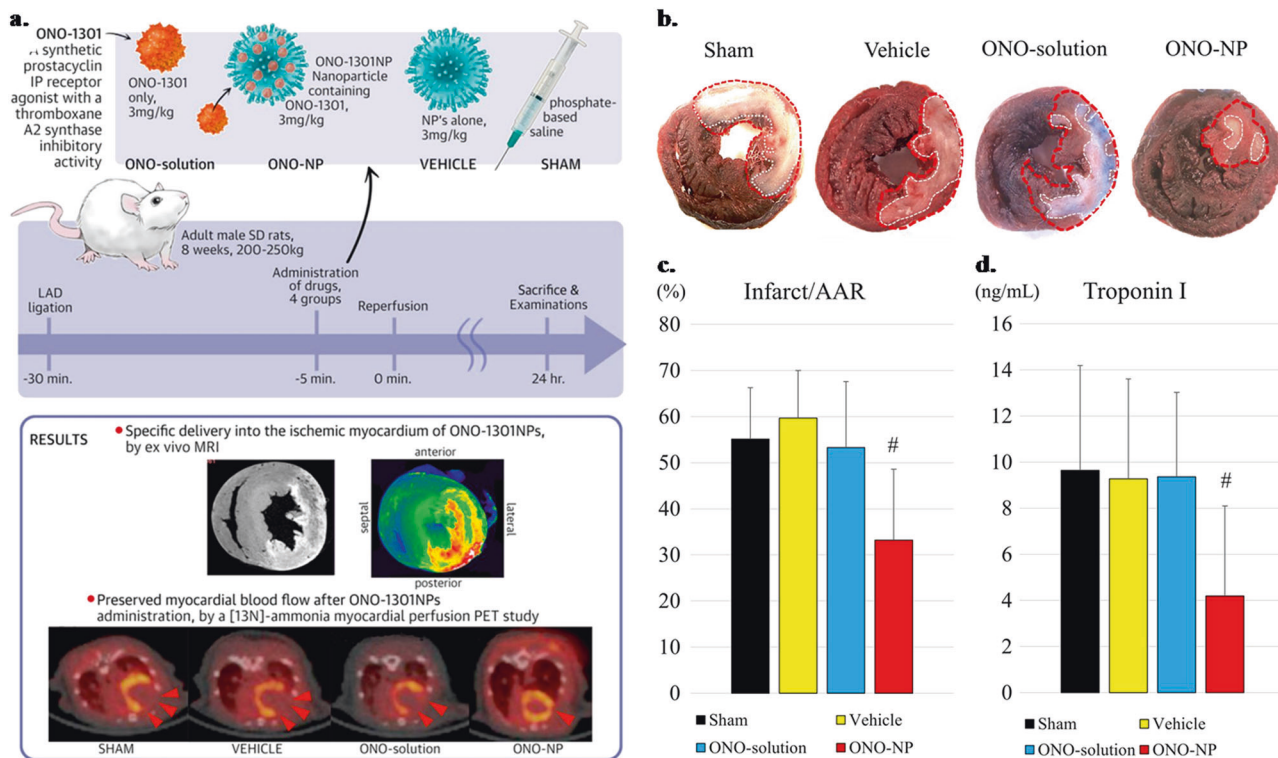 a.
ONO-1301
A synthetic
prostacyclin
IP receptor
agonist with a
thromboxane
A2 synthase
inhibitory
activity
ONO-1301
only,
3mg/kg
ONO-1301NP
Nanoparticle
containing
ONO-1301,
3mg/kg
NP's alone,
3mg/kg
phosphate-
based
saline
ONO-solution
ONO-NP
VEHICLE
SHAM
Adult male SD rats,
8 weeks, 200-250kg
LAD
ligation
Administration
of drugs,
4 groups
Reperfusion
Sacrifice &
Examinations
-30 min.
-5 min.
0 min.
24 hr.
RESULTS
Specific delivery into the ischemic myocardium of ONO-1301NPs,
by ex vivo MRI
anterior
septal
lateral
posterior
Preserved myocardial blood flow after ONO-1301NPs
administration, by a [13N]-ammonia myocardial perfusion PET study
SHAM
VEHICLE
ONO-solution
ONO-NP
b.
Sham
Vehicle
ONO-solution
ONO-NP
c.
(%)
Infarct/AAR
80
70
60
50
40
30
20
10
0
#
Sham
Vehicle
ONO-solution
ONO-NP
d.
(ng/mL)
Troponin I
16
14
12
10
8
6
4
2
0
#
Sham
Vehicle
ONO-solution
ONO-NP